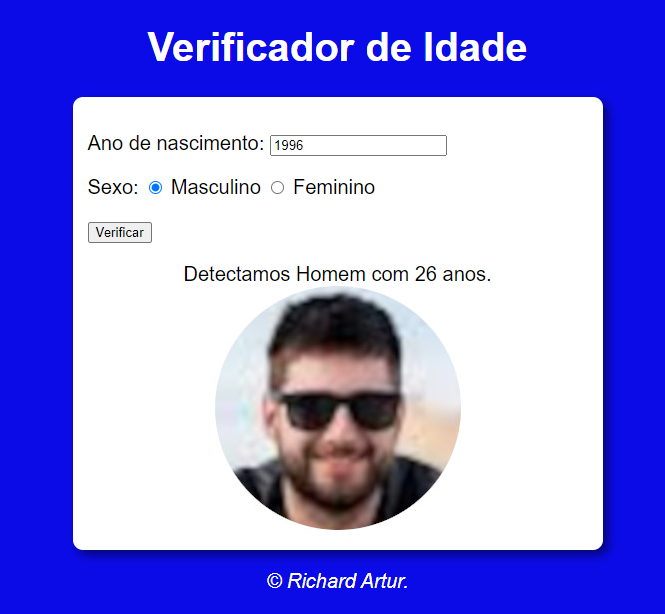 Verificador de Idade
Ano de nascimento: 1996
Sexo: Masculino Feminino
Verificar
Detectamos Homem com 26 anos.
© Richard Artur.